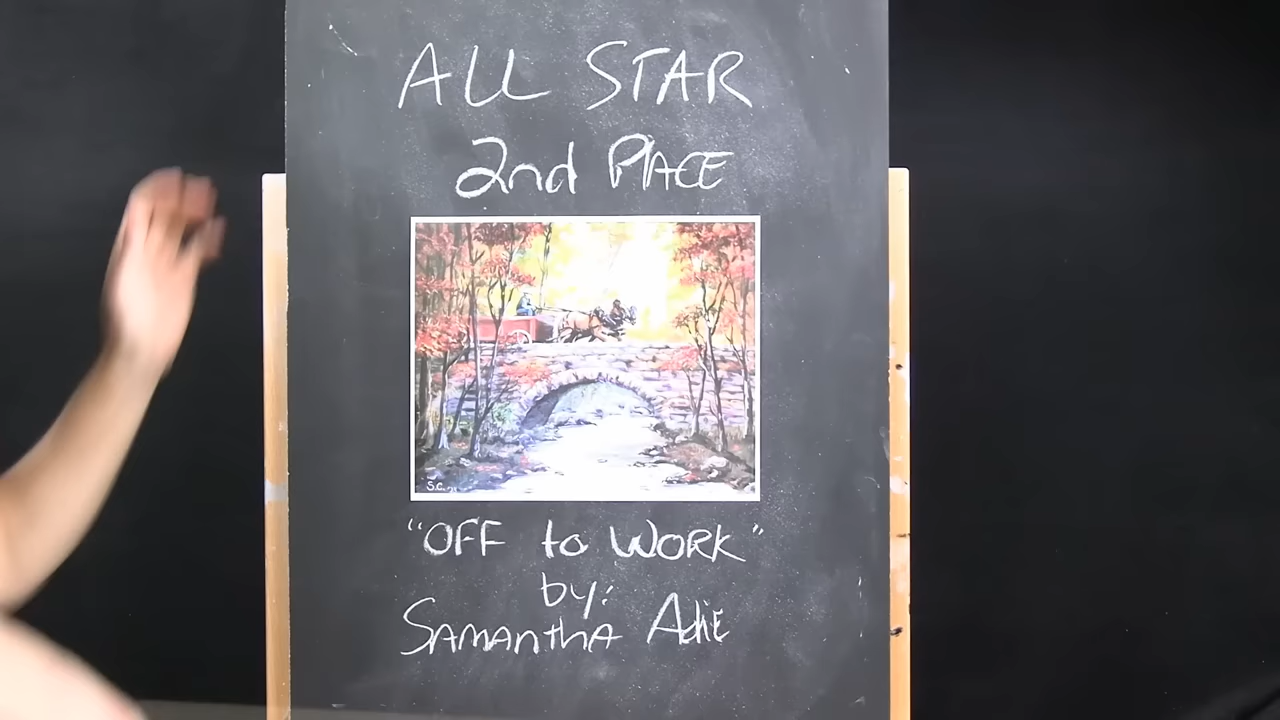 ALL STAR
2nd PLACE
S.C.
"OFF to WORK"
by:
SAMANTHA Adie